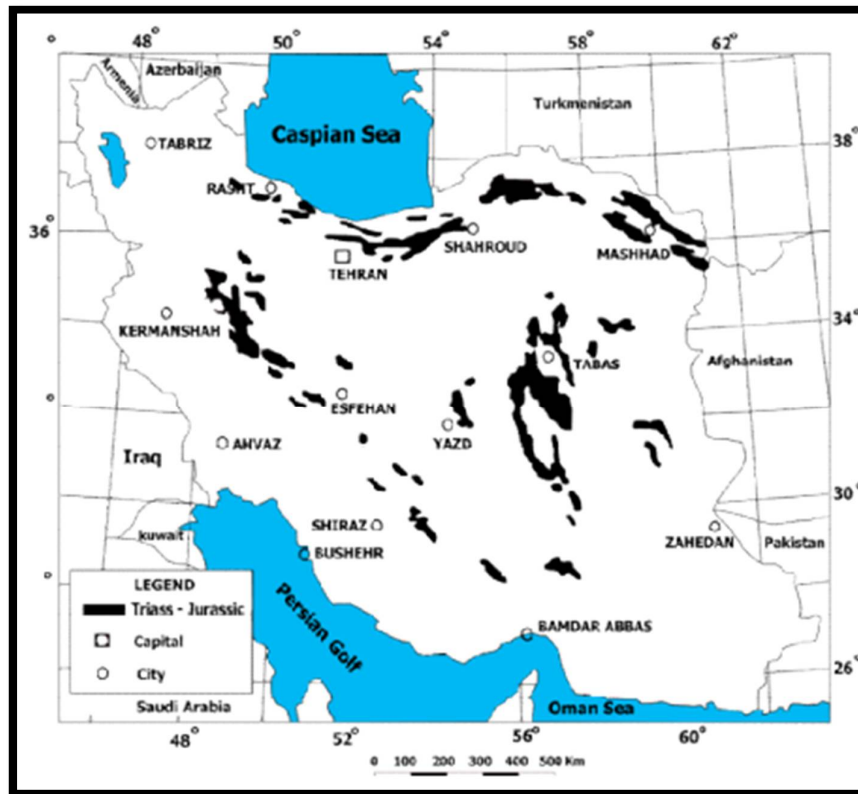 48° 50° 54° 58° 62°
Armenia
Azerbaijan
Turkmenistan
Caspian Sea
38°
TABRIZ
RASHT
36°
SHAHROUD
MASHHAD
TEHRAN
34°
KERMANSHAH
TABAS
Afghanistan
ESFEHAN
YAZD
AHVAZ
Iraq
30°
SHIRAZ
kuwait
ZAHEDAN
Pakistan
BUSHEHR
LEGEND
Triass - Jurassic
Capital
City
Persian Golf
BAMDAR ABBAS
26°
Saudi Arabia
Oman Sea
48° 52° 56° 60°
0 100 200 300 400 500 Km